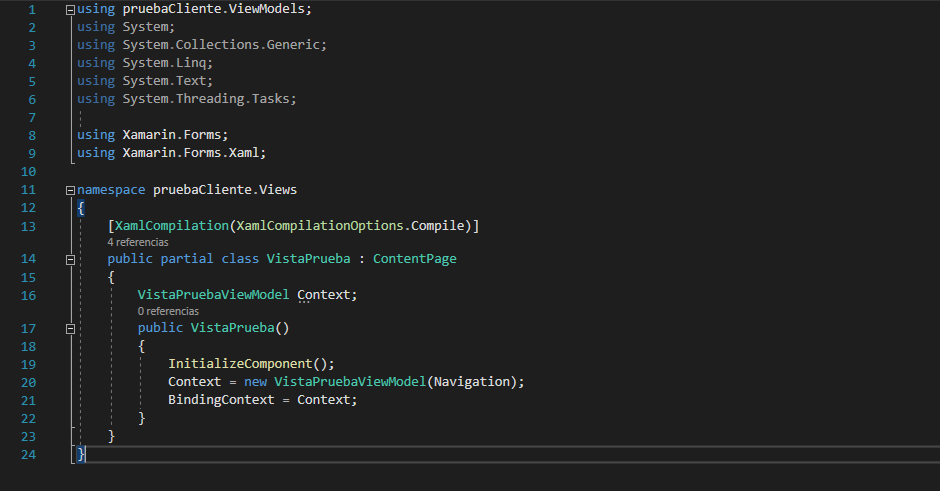 1 using pruebaCliente.ViewModels;
2 using System;
3 using System.Collections.Generic;
4 using System.Linq;
5 using System.Text;
6 using System.Threading.Tasks;
7
8 using Xamarin.Forms;
9 using Xamarin.Forms.Xaml;
10
11 namespace pruebaCliente.Views
12 {
13 [XamlCompilation(XamlCompilationOptions.Compile)]
4 referencias
14 public partial class VistaPrueba : ContentPage
15 {
16 VistaPruebaViewModel Context;
0 referencias
17 public VistaPrueba()
18 {
19 InitializeComponent();
20 Context = new VistaPruebaViewModel(Navigation);
21 BindingContext = Context;
22 }
23 }
24 }